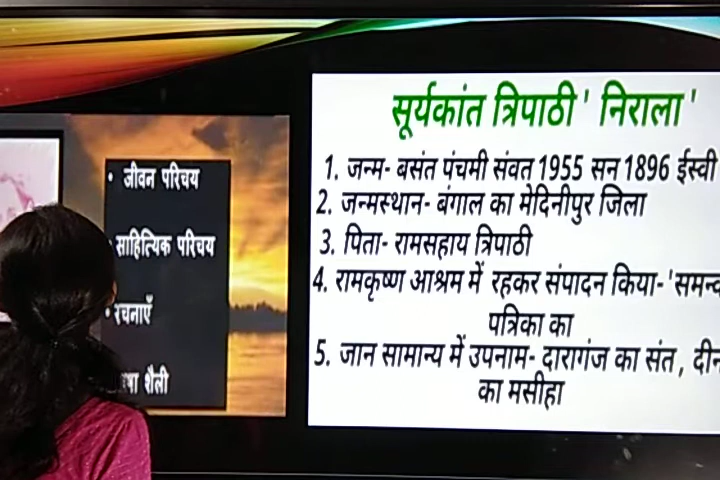 • जीवन परिचय
• साहित्यिक परिचय
• रचनाएँ
शैली
सूर्यकांत त्रिपाठी ' निराला '
1. जन्म- बसंत पंचमी संवत 1955 सन 1896 ईस्वी
2. जन्मस्थान- बंगाल का मेदिनीपुर जिला
3. पिता- रामसहाय त्रिपाठी
4. रामकृष्ण आश्रम में रहकर संपादन किया-
पत्रिका का
5. जान सामान्य में उपनाम- दारागंज का संत,
का मसीहा